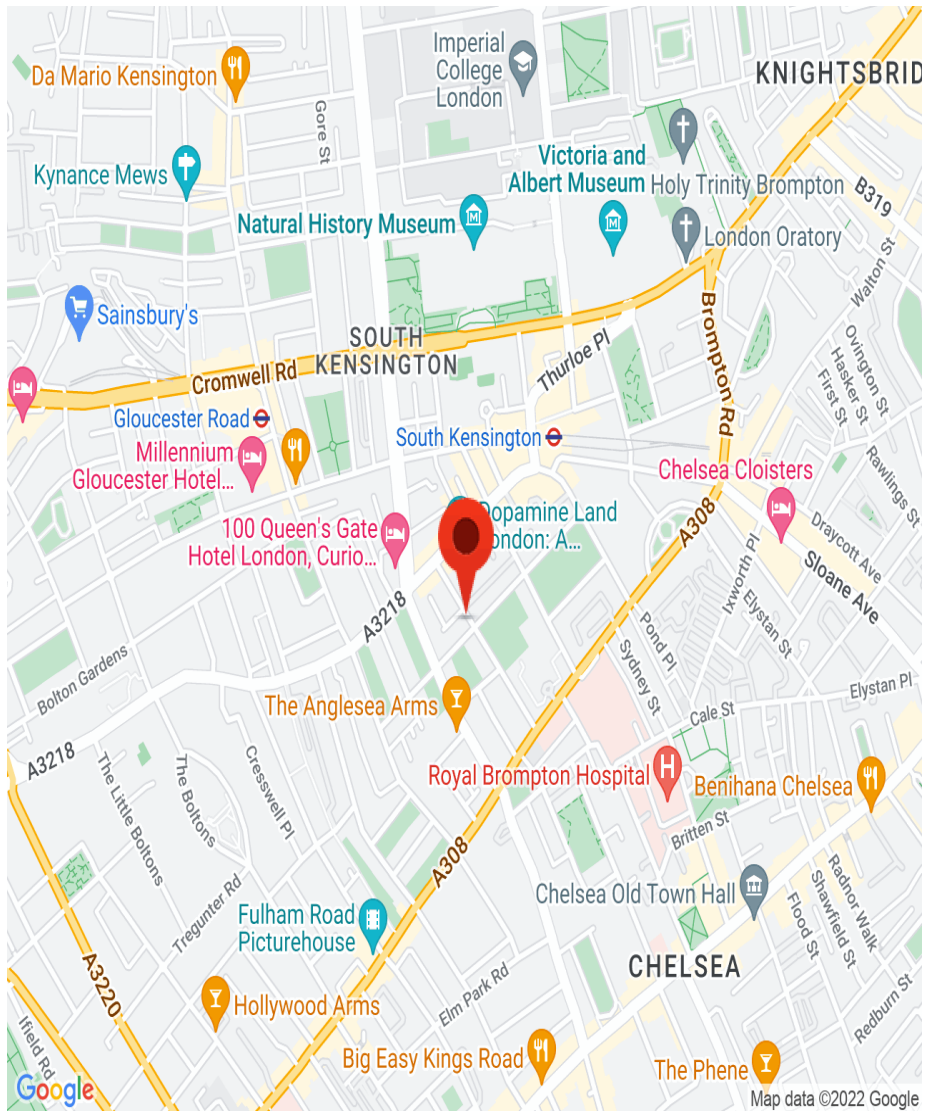 Imperial
College
London
KNIGHTSBRID
Da Mario Kensington
Gore St
Kynance Mews
Victoria and
Albert Museum
Holy Trinity Brompton
B319
Natural History Museum
London Oratory
Walton St
Sainsbury's
SOUTH
KENSINGTON
Brompton Rd
Thurloe Pl
Ovington St
Hasker St
First St
Cromwell Rd
Gloucester Road
South Kensington
Millennium
Gloucester Hotel...
Chelsea Cloisters
Rawlings St
100 Queen's Gate
Hotel London, Curio...
Dopamine Land
London: A...
A308
Draycott Ave
Sloane Ave
Ixworth Pl
Elystan St
A3218
Pond Pl
Sydney St
Bolton Gardens
The Anglesea Arms
Cale St
Elystan Pl
A3218
The Little Boltons
The Boltons
Cresswell Pl
Royal Brompton Hospital
Benihana Chelsea
Britten St
A308
Chelsea Old Town Hall
Radnor Walk
Shawfield St
Flood St
Tregunter Rd
Fulham Road
Picturehouse
CHELSEA
A3220
Elm Park Rd
Hollywood Arms
Redburn St
Ifield Rd
Big Easy Kings Road
The Phene
Google
Map data ©2022 Google